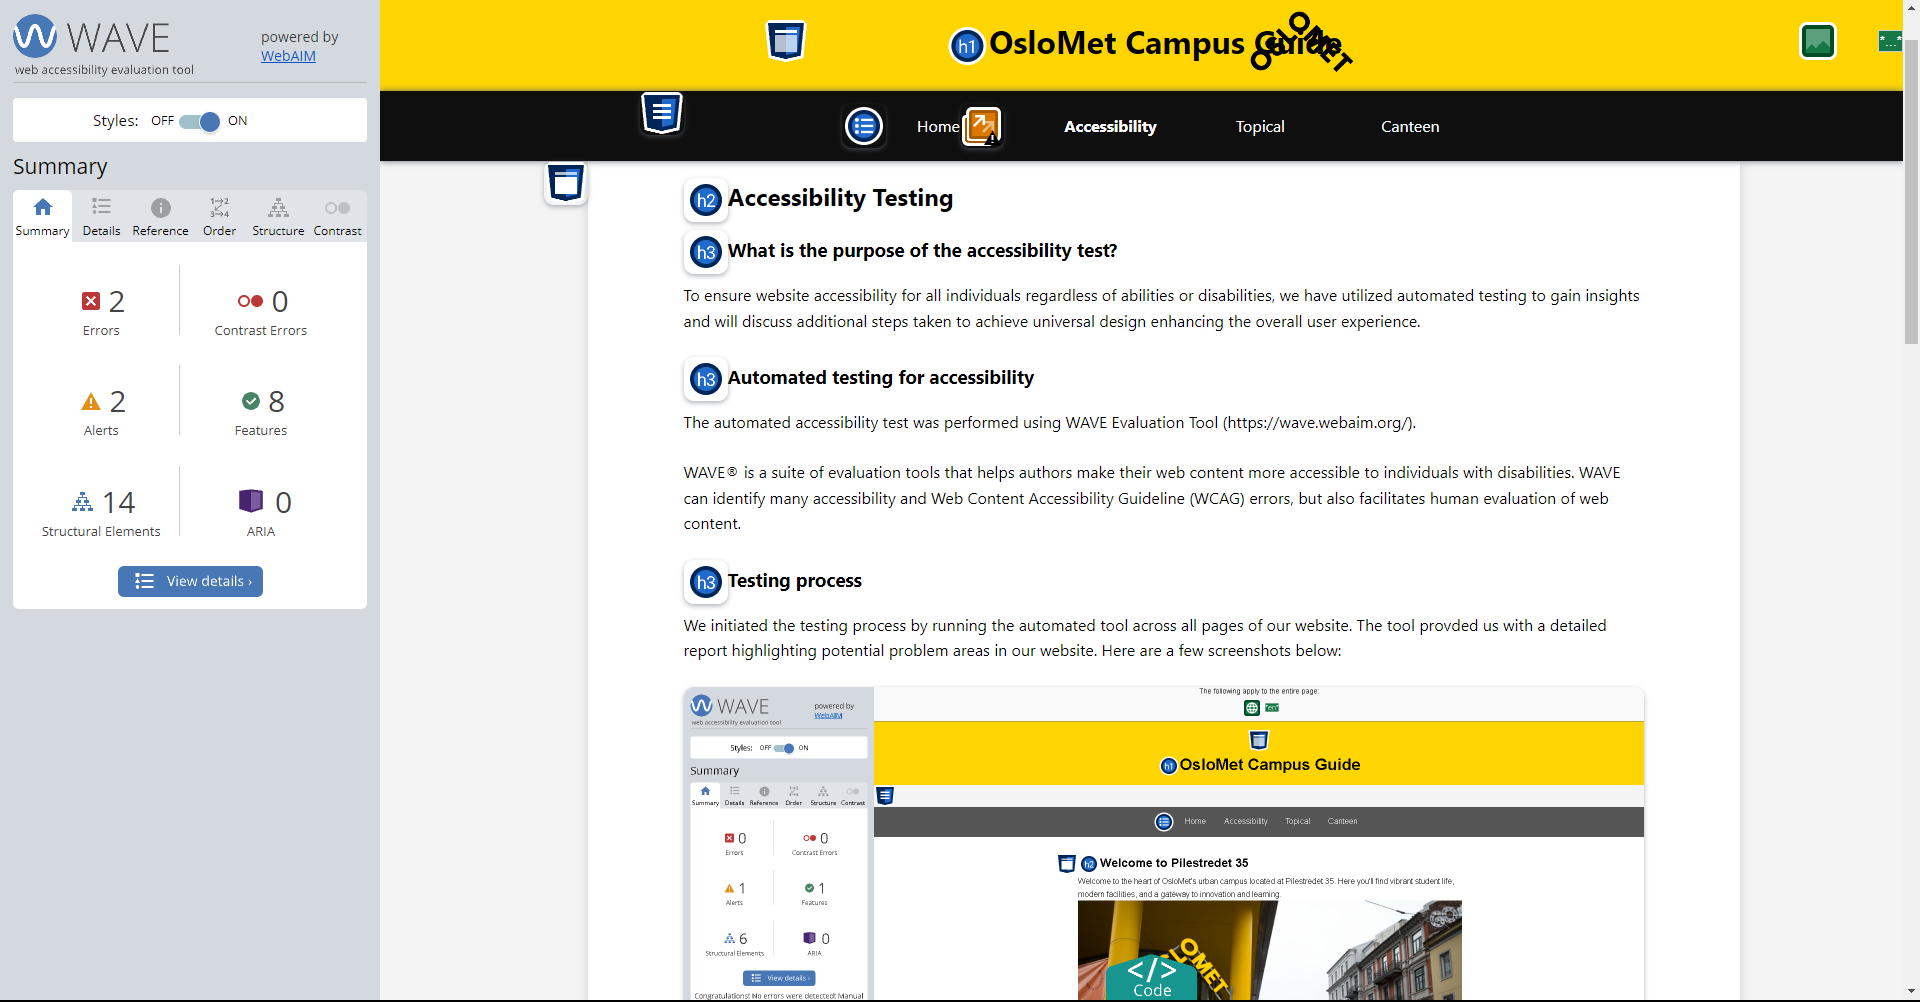 WAVE
powered by
WebAIM
web accessibility evaluation tool
Styles: OFF ON
Summary
Summary Details Reference Order Structure Contrast
2 0
Errors Contrast Errors
2 8
Alerts Features
14 0
Structural Elements ARIA
View details ›
h1 OsloMet Campus Guide
OSLOMET
"..."
Home Accessibility Topical Canteen
h2 Accessibility Testing
h3 What is the purpose of the accessibility test?
To ensure website accessibility for all individuals regardless of abilities or disabilities, we have utilized automated testing to gain insights
and will discuss additional steps taken to achieve universal design enhancing the overall user experience.
h3 Automated testing for accessibility
The automated accessibility test was performed using WAVE Evaluation Tool (https://wave.webaim.org/).
WAVE® is a suite of evaluation tools that helps authors make their web content more accessible to individuals with disabilities. WAVE
can identify many accessibility and Web Content Accessibility Guideline (WCAG) errors, but also facilitates human evaluation of web
content.
h3 Testing process
We initiated the testing process by running the automated tool across all pages of our website. The tool provded us with a detailed
report highlighting potential problem areas in our website. Here are a few screenshots below:
WAVE
powered by
WebAIM
web accessibility evaluation tool
Styles: OFF ON
Summary
Summary Details Reference Order Structure Contrast
0 0
Errors Contrast Errors
1 1
Alerts Features
6 0
Structural Elements ARIA
View details ›
Congratulations! No errors were detected! Manual
The following apply to the entire page:
"en"
h1 OsloMet Campus Guide
Home Accessibility Topical Canteen
h2 Welcome to Pilestredet 35
Welcome to the heart of OsloMet's urban campus located at Pilestredet 35. Here you'll find vibrant student life,
modern facilities, and a gateway to innovation and learning.
OSLOMET
</>
Code